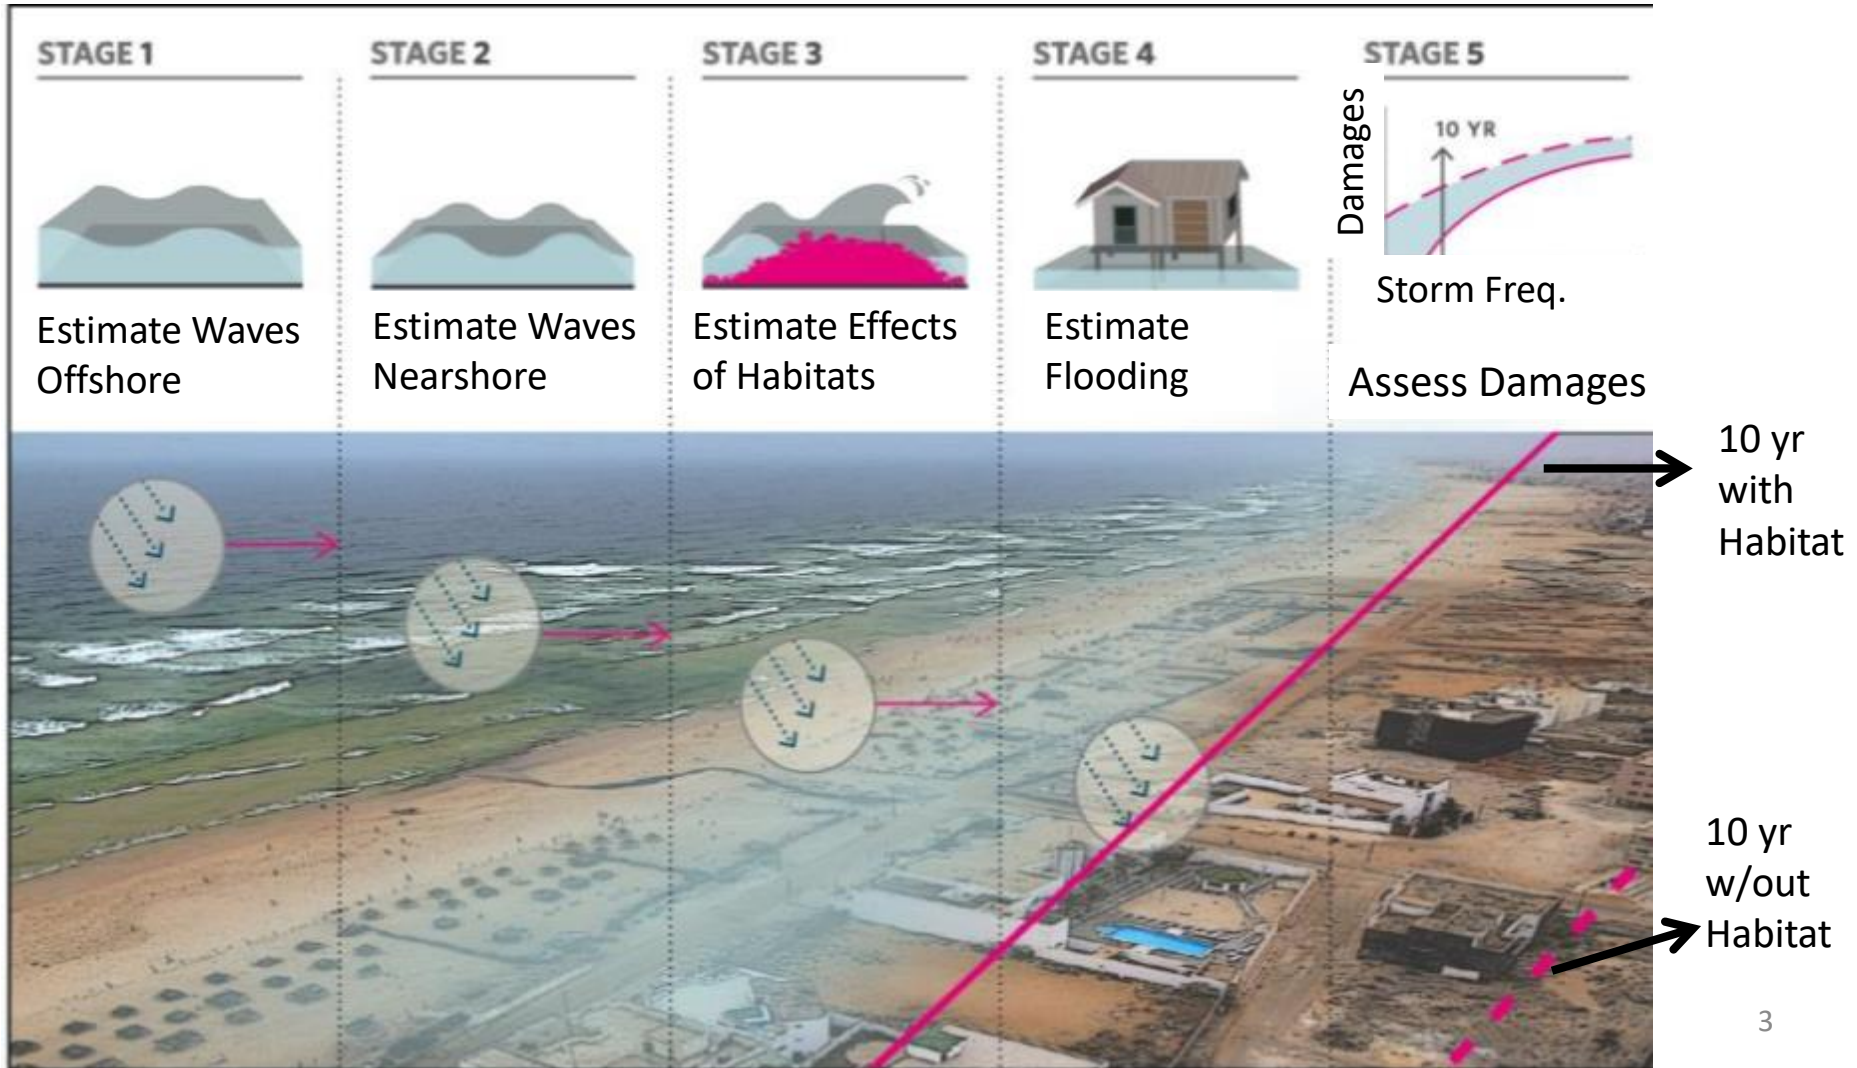 STAGE 1
STAGE 2
STAGE 3
STAGE 4
STAGE 5
Damages
10 YR
Storm Freq.
Estimate Waves
Offshore
Estimate Waves
Nearshore
Estimate Effects
of Habitats
Estimate
Flooding
Assess Damages
10 yr
with
Habitat
10 yr
w/out
Habitat
3